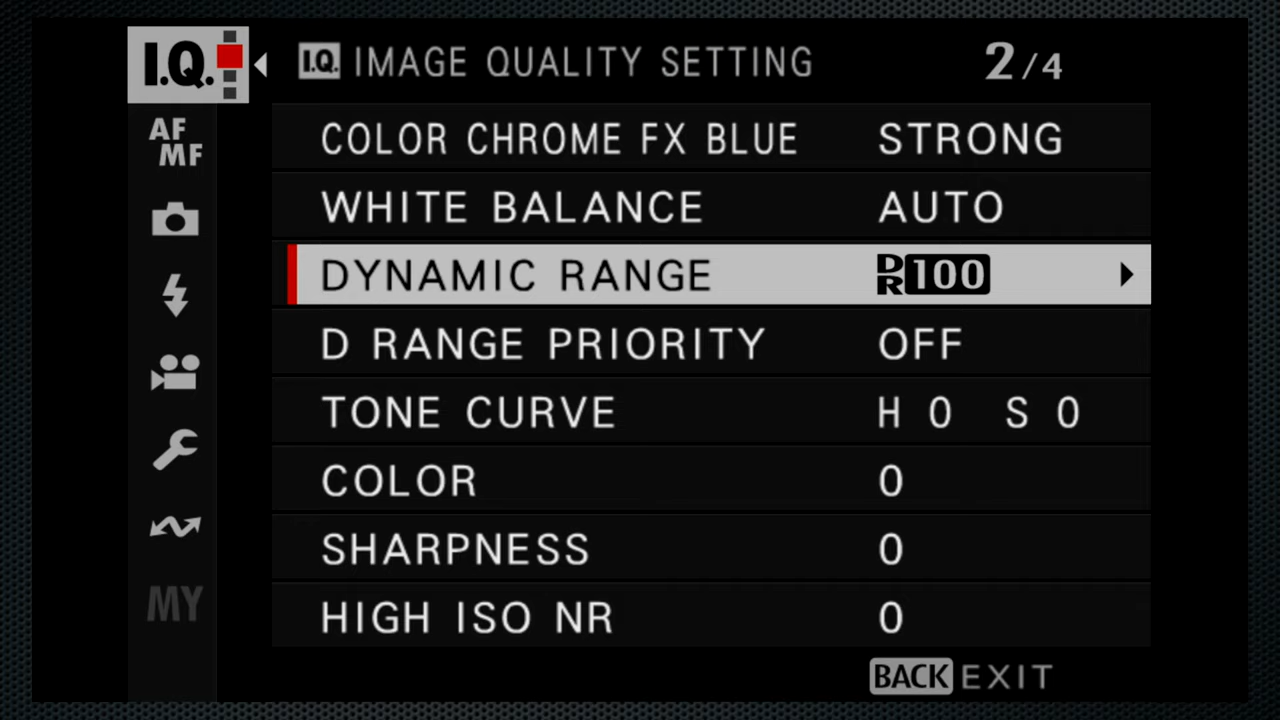 I.Q. I.Q. IMAGE QUALITY SETTING 2/4
AF
MF
COLOR CHROME FX BLUE STRONG
WHITE BALANCE AUTO
DYNAMIC RANGE DR100
D RANGE PRIORITY OFF
TONE CURVE H 0 S 0
COLOR 0
SHARPNESS 0
HIGH ISO NR 0
MY
BACK EXIT